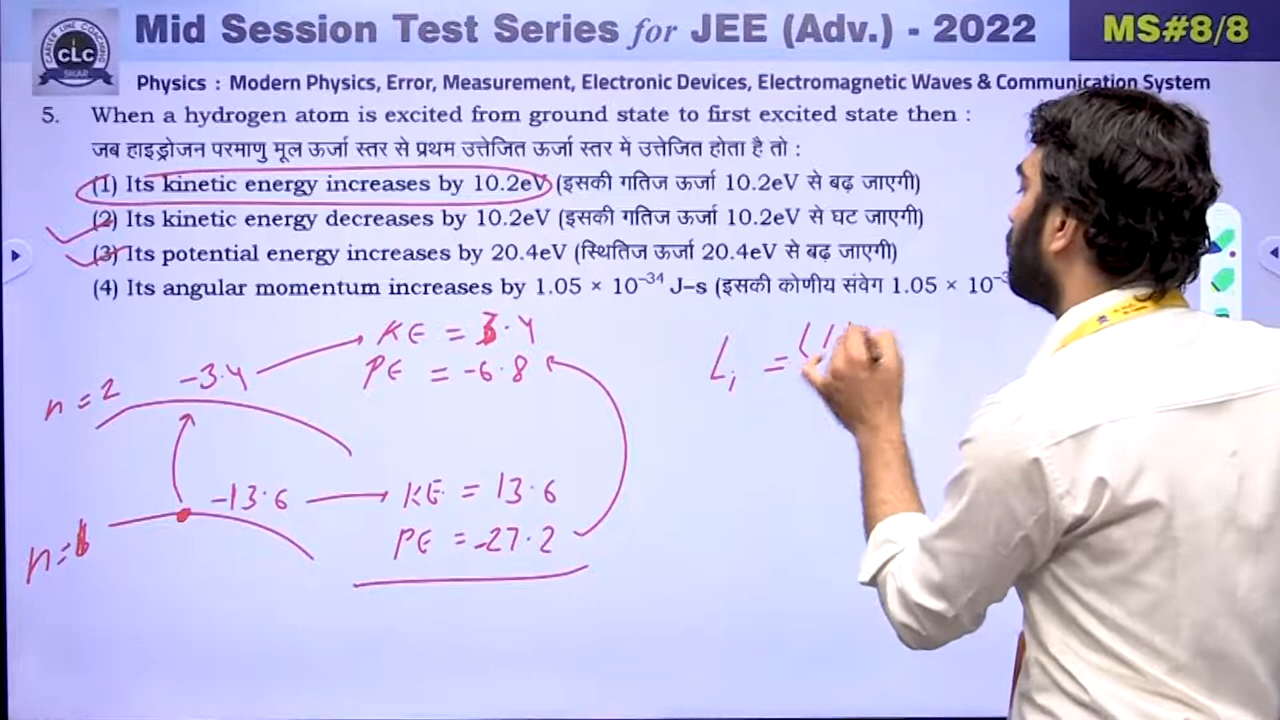 Mid Session Test Series for JEE (Adv.) - 2022
MS#8/8
CAREER LINE COACHING
CLC
SIKAR
Physics : Modern Physics, Error, Measurement, Electronic Devices, Electromagnetic Waves & Communication System
5. When a hydrogen atom is excited from ground state to first excited state then :
जब हाइड्रोजन परमाणु मूल ऊर्जा स्तर से प्रथम उत्तेजित ऊर्जा स्तर में उत्तेजित होता है तो :
(1) Its kinetic energy increases by 10.2eV (इसकी गतिज ऊर्जा 10.2eV से बढ़ जाएगी)
(2) Its kinetic energy decreases by 10.2eV (इसकी गतिज ऊर्जा 10.2eV से घट जाएगी)
(3) Its potential energy increases by 20.4eV (स्थितिज ऊर्जा 20.4eV से बढ़ जाएगी)
(4) Its angular momentum increases by 1.05 × 10⁻³⁴ J–s (इसकी कोणीय संवेग 1.05 × 10
n = 2
-3.4
KE = 3.4
PE = -6.8
n = 1
-13.6
KE = 13.6
PE = -27.2
Li =